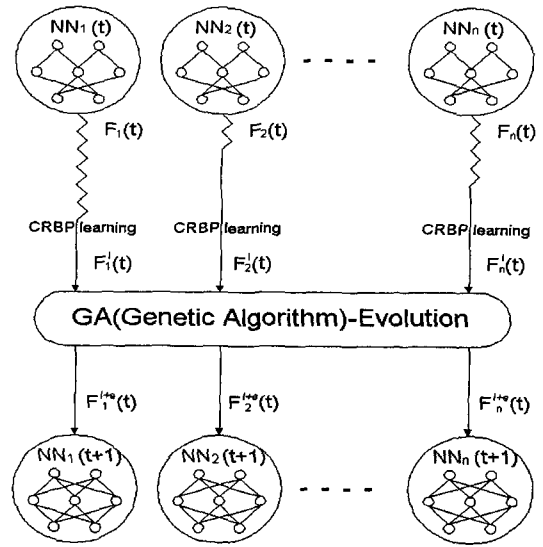 NN₁(t) NN₂(t) NNₙ(t)
F₁(t) F₂(t) Fₙ(t)
CRBP learning CRBP learning CRBP learning
F₁ˡ(t) F₂ˡ(t) Fₙˡ(t)
GA(Genetic Algorithm)-Evolution
F₁ˡ⁺ᵉ(t) F₂ˡ⁺ᵉ(t) Fₙˡ⁺ᵉ(t)
NN₁(t+1) NN₂(t+1) NNₙ(t+1)